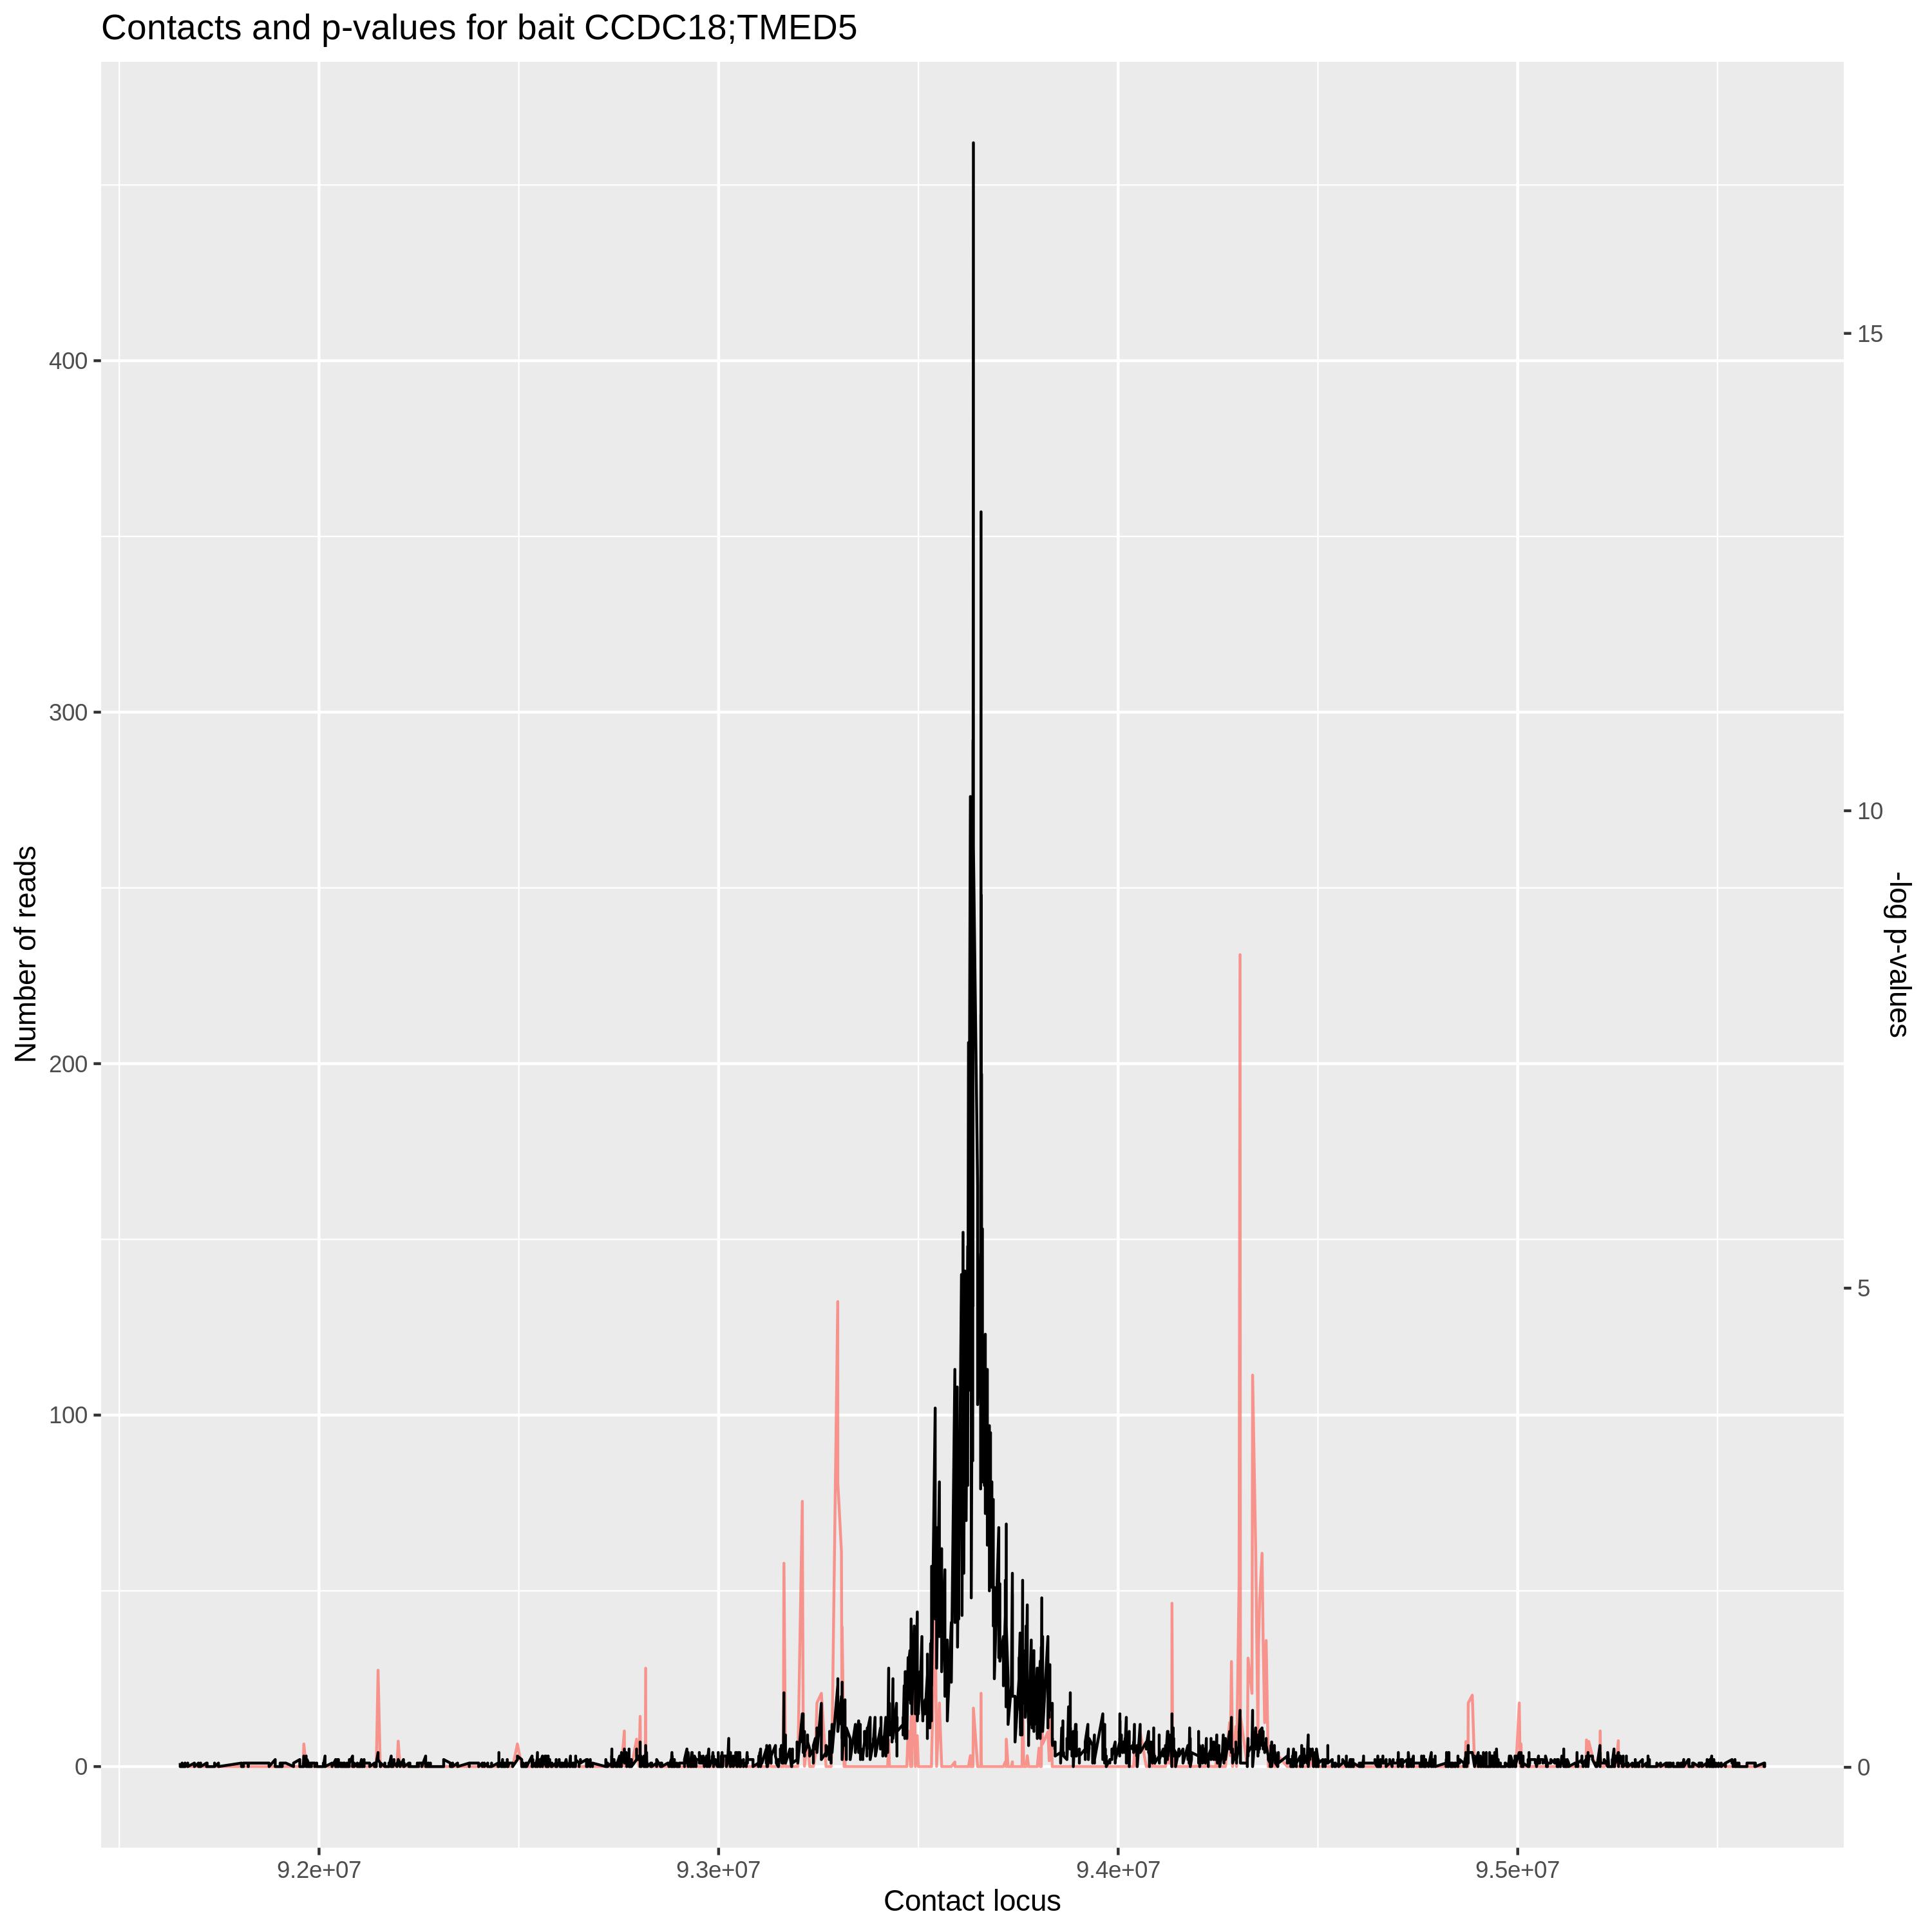 Contacts and p-values for bait CCDC18;TMED5
Number of reads
400
300
200
100
0
15
10
5
0
-log p-values
9.2e+07 9.3e+07 9.4e+07 9.5e+07
Contact locus